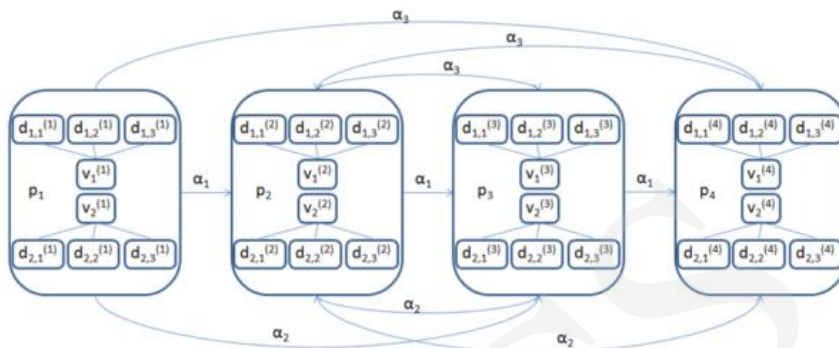 α₃
α₃
α₃
d₁,₁⁽¹⁾ d₁,₂⁽¹⁾ d₁,₃⁽¹⁾ d₁,₁⁽²⁾ d₁,₂⁽²⁾ d₁,₃⁽²⁾ d₁,₁⁽³⁾ d₁,₂⁽³⁾ d₁,₃⁽³⁾ d₁,₁⁽⁴⁾ d₁,₂⁽⁴⁾ d₁,₃⁽⁴⁾
v₁⁽¹⁾ v₁⁽²⁾ v₁⁽³⁾ v₁⁽⁴⁾
p₁ α₁ p₂ α₁ p₃ α₁ p₄
v₂⁽¹⁾ v₂⁽²⁾ v₂⁽³⁾ v₂⁽⁴⁾
d₂,₁⁽¹⁾ d₂,₂⁽¹⁾ d₂,₃⁽¹⁾ d₂,₁⁽²⁾ d₂,₂⁽²⁾ d₂,₃⁽²⁾ d₂,₁⁽³⁾ d₂,₂⁽³⁾ d₂,₃⁽³⁾ d₂,₁⁽⁴⁾ d₂,₂⁽⁴⁾ d₂,₃⁽⁴⁾
α₂
α₂ α₂